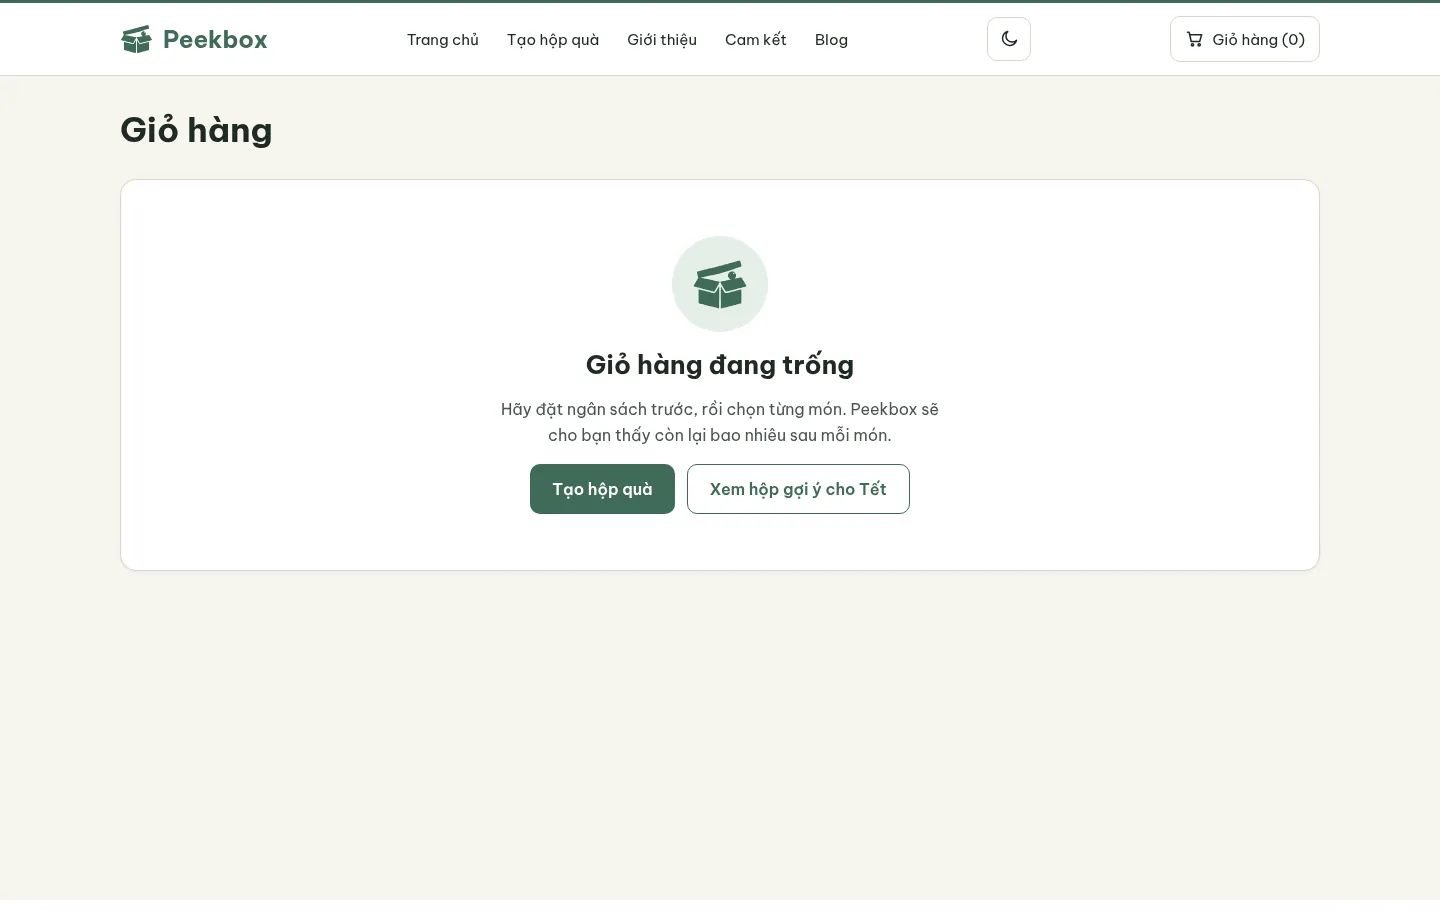 Peekbox
Trang chủ
Tạo hộp quà
Giới thiệu
Cam kết
Blog
Giỏ hàng (0)
Giỏ hàng
Giỏ hàng đang trống
Hãy đặt ngân sách trước, rồi chọn từng món. Peekbox sẽ
cho bạn thấy còn lại bao nhiêu sau mỗi món.
Tạo hộp quà
Xem hộp gợi ý cho Tết